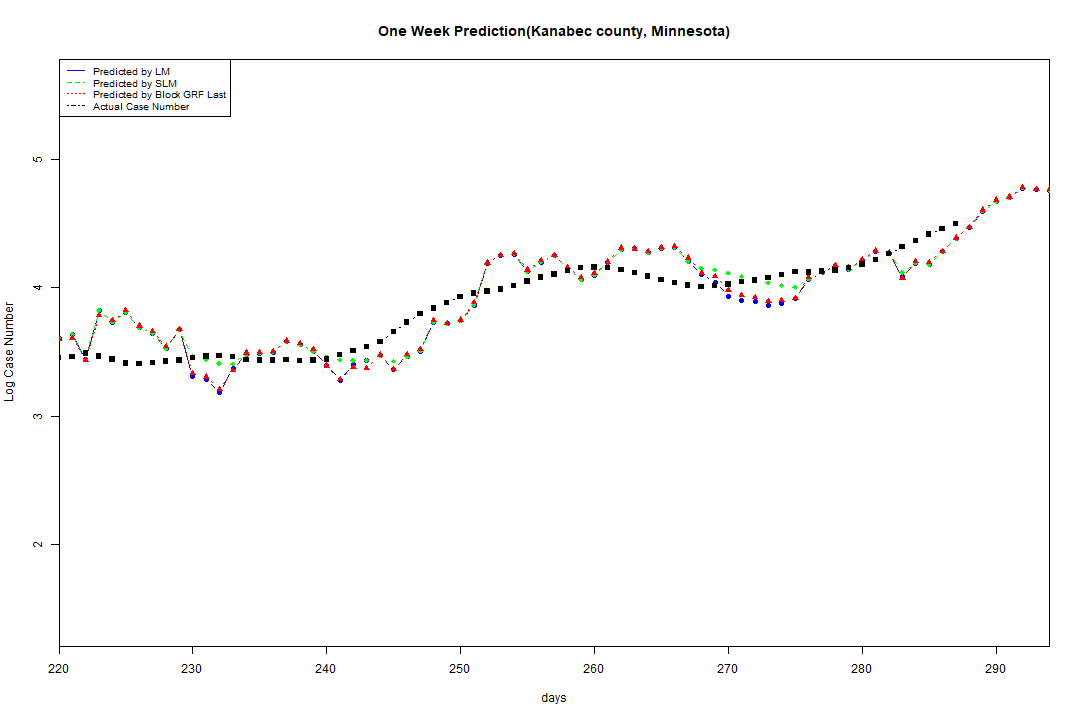 One Week Prediction(Kanabec county, Minnesota)
Predicted by LM
Predicted by SLM
Predicted by Block GRF Last
Actual Case Number
5
4
3
2
Log Case Number
220 230 240 250 260 270 280 290
days